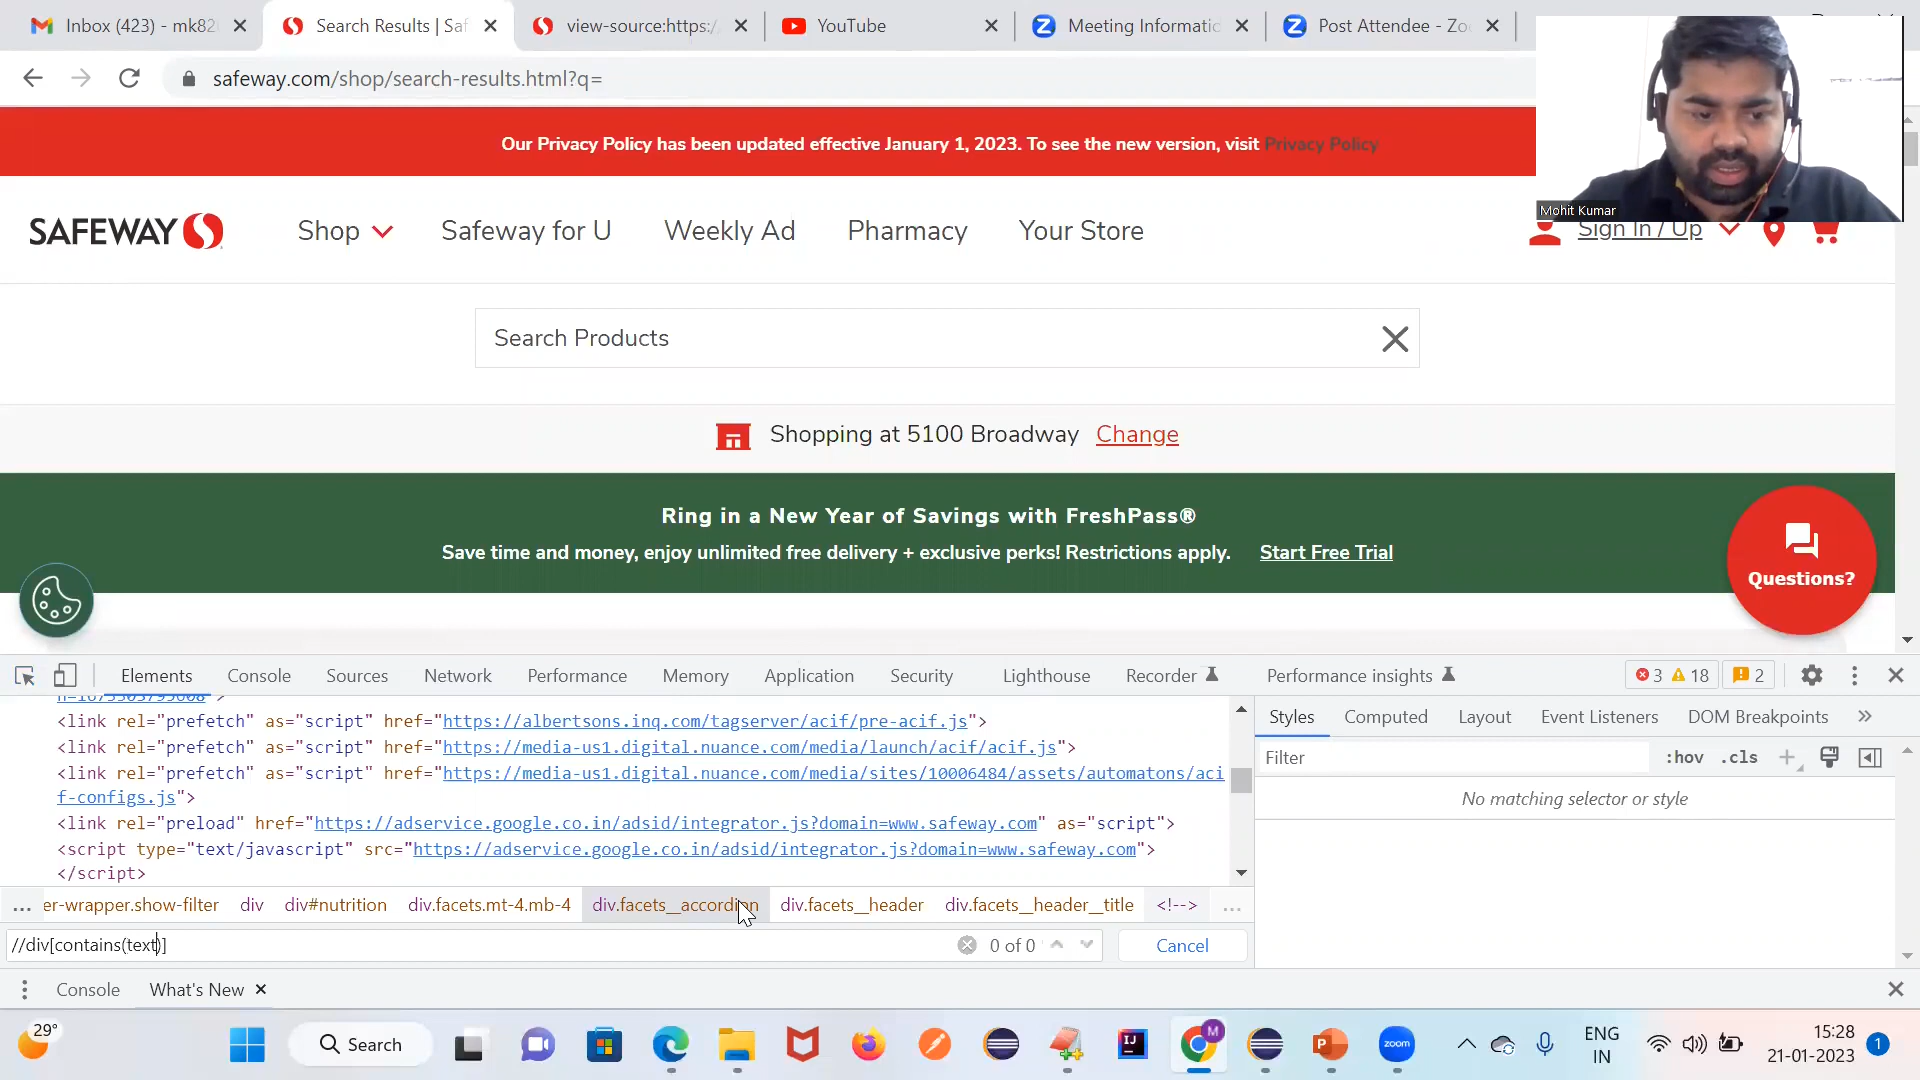 Inbox (423) - mk82
Search Results | Saf
view-source:https:/
YouTube
Meeting Informatic
Post Attendee - Zo
safeway.com/shop/search-results.html?q=
Our Privacy Policy has been updated effective January 1, 2023. To see the new version, visit Privacy Policy
Mohit Kumar
SAFEWAY
Shop
Safeway for U
Weekly Ad
Pharmacy
Your Store
Sign In / Up
Search Products
Shopping at 5100 Broadway Change
Ring in a New Year of Savings with FreshPass®
Save time and money, enjoy unlimited free delivery + exclusive perks! Restrictions apply. Start Free Trial
Questions?
Elements Console Sources Network Performance Memory Application Security Lighthouse Recorder Performance insights 3 18 2
<link rel="prefetch" as="script" href="https://albertsons.inq.com/tagserver/acif/pre-acif.js">
<link rel="prefetch" as="script" href="https://media-us1.digital.nuance.com/media/launch/acif/acif.js">
<link rel="prefetch" as="script" href="https://media-us1.digital.nuance.com/media/sites/10006484/assets/automatons/aci
f-configs.js">
<link rel="preload" href="https://adservice.google.co.in/adsid/integrator.js?domain=www.safeway.com" as="script">
<script type="text/javascript" src="https://adservice.google.co.in/adsid/integrator.js?domain=www.safeway.com">
</script>
... er-wrapper.show-filter div div#nutrition div.facets.mt-4.mb-4 div.facets__accordion div.facets__header div.facets__header__title <!--> ...
//div[contains(text)]
0 of 0
Cancel
Styles Computed Layout Event Listeners DOM Breakpoints
Filter
:hov .cls
No matching selector or style
Console What's New
29°
Search
M
IJ
P
zoom
ENG
IN
15:28
21-01-2023
1